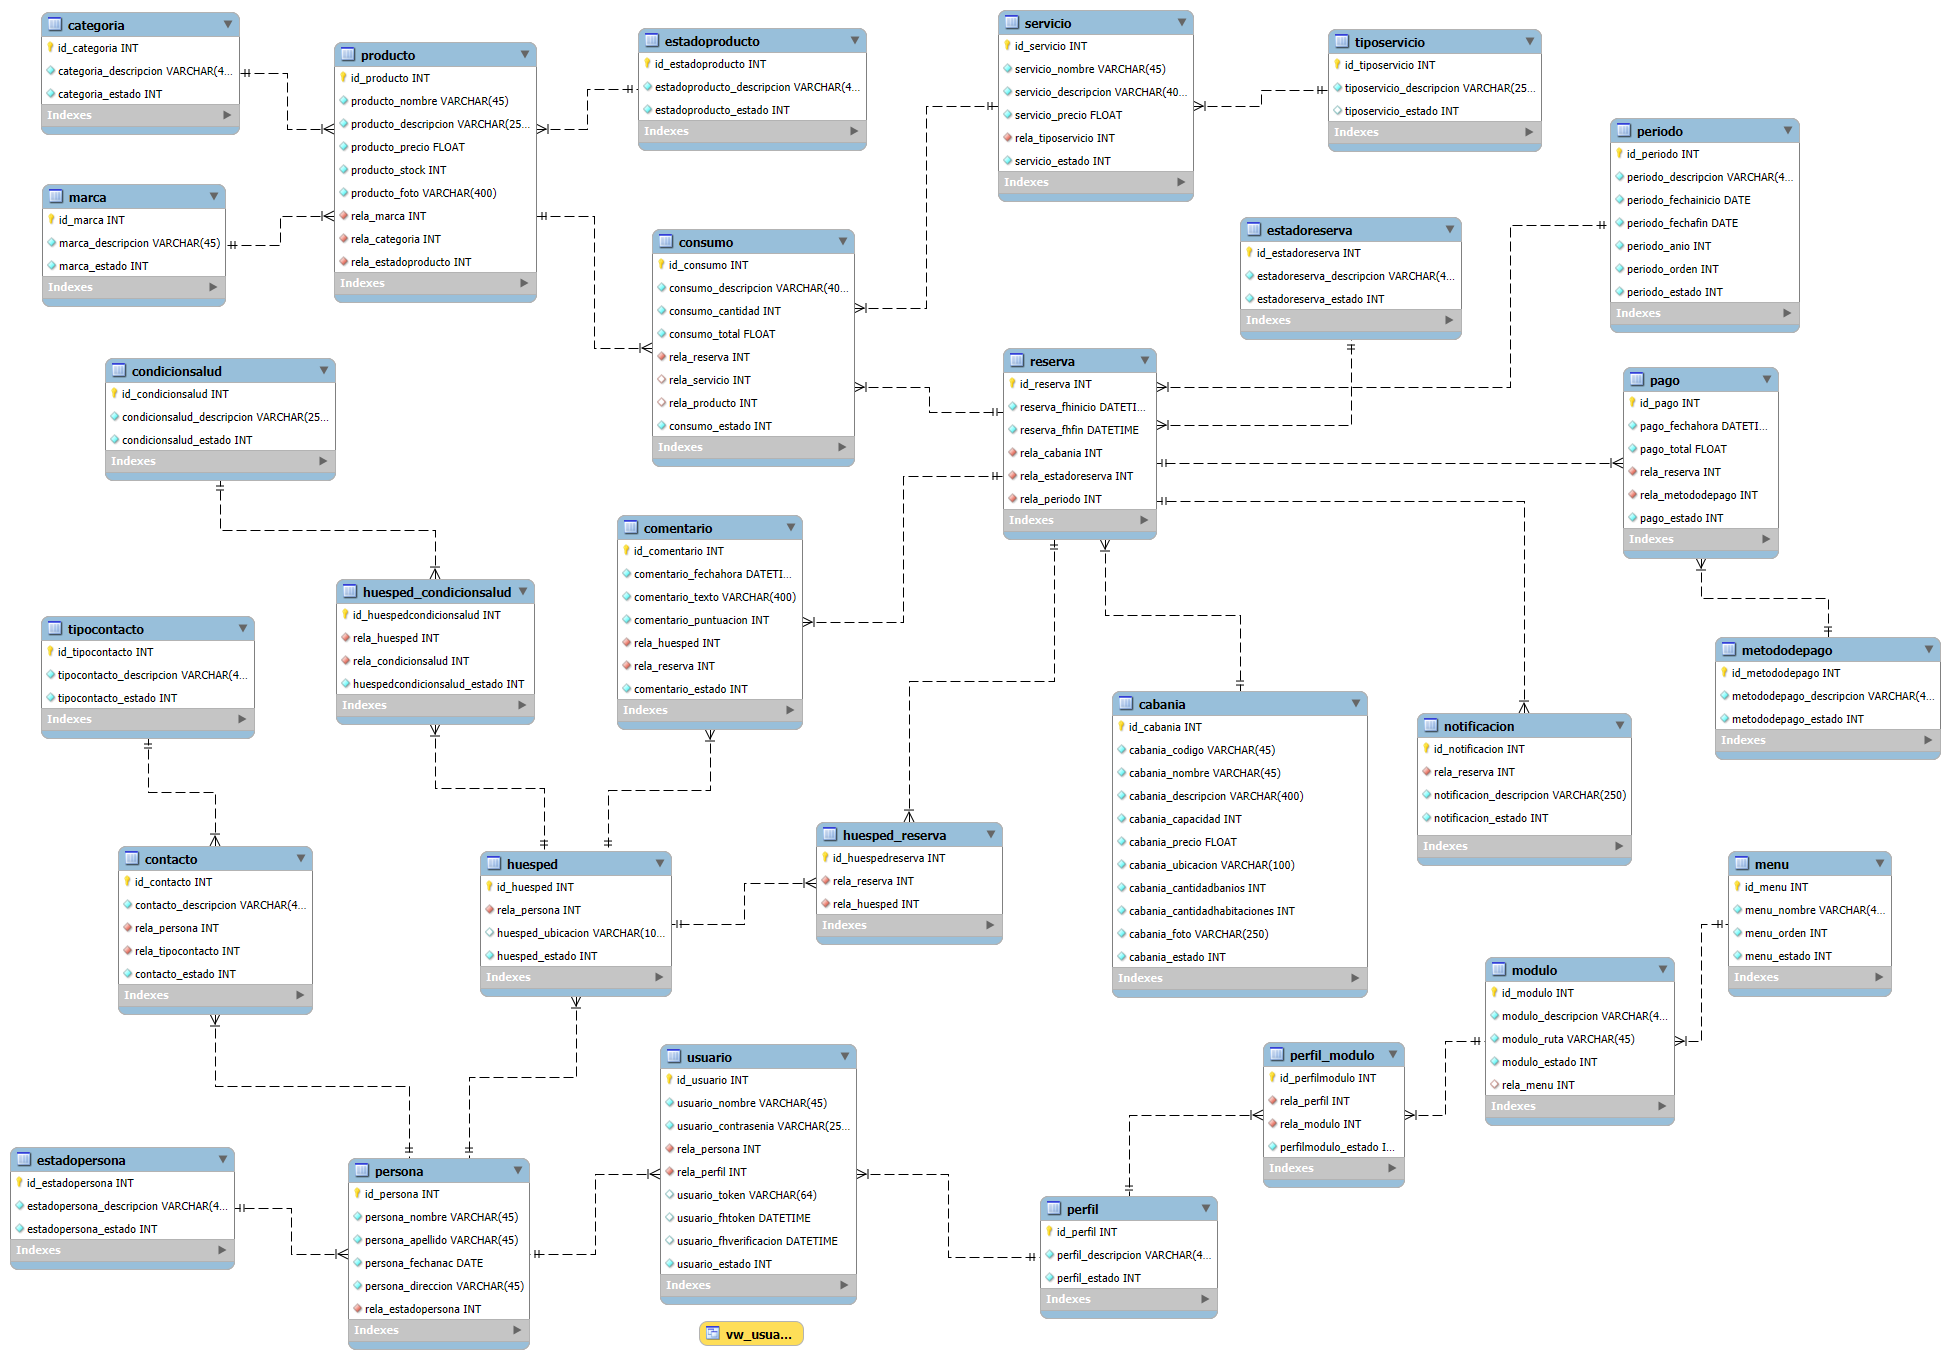 categoria
id_categoria INT
categoria_descripcion VARCHAR(4...
categoria_estado INT
Indexes
producto
id_producto INT
producto_nombre VARCHAR(45)
producto_descripcion VARCHAR(25...
producto_precio FLOAT
producto_stock INT
producto_foto VARCHAR(400)
rela_marca INT
rela_categoria INT
rela_estadoproducto INT
Indexes
estadoproducto
id_estadoproducto INT
estadoproducto_descripcion VARCHAR(4...
estadoproducto_estado INT
Indexes
servicio
id_servicio INT
servicio_nombre VARCHAR(45)
servicio_descripcion VARCHAR(40...
servicio_precio FLOAT
rela_tiposervicio INT
servicio_estado INT
Indexes
tiposervicio
id_tiposervicio INT
tiposervicio_descripcion VARCHAR(25...
tiposervicio_estado INT
Indexes
periodo
id_periodo INT
periodo_descripcion VARCHAR(4...
periodo_fechainicio DATE
periodo_fechafin DATE
periodo_anio INT
periodo_orden INT
periodo_estado INT
Indexes
marca
id_marca INT
marca_descripcion VARCHAR(45)
marca_estado INT
Indexes
consumo
id_consumo INT
consumo_descripcion VARCHAR(40...
consumo_cantidad INT
consumo_total FLOAT
rela_reserva INT
rela_servicio INT
rela_producto INT
consumo_estado INT
Indexes
estadoreserva
id_estadoreserva INT
estadoreserva_descripcion VARCHAR(4...
estadoreserva_estado INT
Indexes
condicionsalud
id_condicionsalud INT
condicionsalud_descripcion VARCHAR(25...
condicionsalud_estado INT
Indexes
reserva
id_reserva INT
reserva_fhinicio DATETI...
reserva_fhfin DATETIME
rela_cabania INT
rela_estadoreserva INT
rela_periodo INT
Indexes
pago
id_pago INT
pago_fechahora DATETI...
pago_total FLOAT
rela_reserva INT
rela_metododepago INT
pago_estado INT
Indexes
comentario
id_comentario INT
comentario_fechahora DATETI...
comentario_texto VARCHAR(400)
comentario_puntuacion INT
rela_huesped INT
rela_reserva INT
comentario_estado INT
Indexes
huesped_condicionsalud
id_huespedcondicionsalud INT
rela_huesped INT
rela_condicionsalud INT
huespedcondicionsalud_estado INT
Indexes
tipocontacto
id_tipocontacto INT
tipocontacto_descripcion VARCHAR(4...
tipocontacto_estado INT
Indexes
metododepago
id_metododepago INT
metododepago_descripcion VARCHAR(4...
metododepago_estado INT
Indexes
cabania
id_cabania INT
cabania_codigo VARCHAR(45)
cabania_nombre VARCHAR(45)
cabania_descripcion VARCHAR(400)
cabania_capacidad INT
cabania_precio FLOAT
cabania_ubicacion VARCHAR(100)
cabania_cantidadbanios INT
cabania_cantidadhabitaciones INT
cabania_foto VARCHAR(250)
cabania_estado INT
Indexes
notificacion
id_notificacion INT
rela_reserva INT
notificacion_descripcion VARCHAR(250)
notificacion_estado INT
Indexes
contacto
id_contacto INT
contacto_descripcion VARCHAR(4...
rela_persona INT
rela_tipocontacto INT
contacto_estado INT
Indexes
huesped
id_huesped INT
rela_persona INT
huesped_ubicacion VARCHAR(10...
huesped_estado INT
Indexes
huesped_reserva
id_huespedreserva INT
rela_reserva INT
rela_huesped INT
Indexes
menu
id_menu INT
menu_nombre VARCHAR(4...
menu_orden INT
menu_estado INT
Indexes
modulo
id_modulo INT
modulo_descripcion VARCHAR(4...
modulo_ruta VARCHAR(45)
modulo_estado INT
rela_menu INT
Indexes
usuario
id_usuario INT
usuario_nombre VARCHAR(45)
usuario_contrasenia VARCHAR(25...
rela_persona INT
rela_perfil INT
usuario_token VARCHAR(64)
usuario_fhtoken DATETIME
usuario_fhverificacion DATETIME
usuario_estado INT
Indexes
perfil_modulo
id_perfilmodulo INT
rela_perfil INT
rela_modulo INT
perfilmodulo_estado I...
Indexes
estadopersona
id_estadopersona INT
estadopersona_descripcion VARCHAR(4...
estadopersona_estado INT
Indexes
persona
id_persona INT
persona_nombre VARCHAR(45)
persona_apellido VARCHAR(45)
persona_fechanac DATE
persona_direccion VARCHAR(45)
rela_estadopersona INT
Indexes
perfil
id_perfil INT
perfil_descripcion VARCHAR(4...
perfil_estado INT
Indexes
vw_usua...